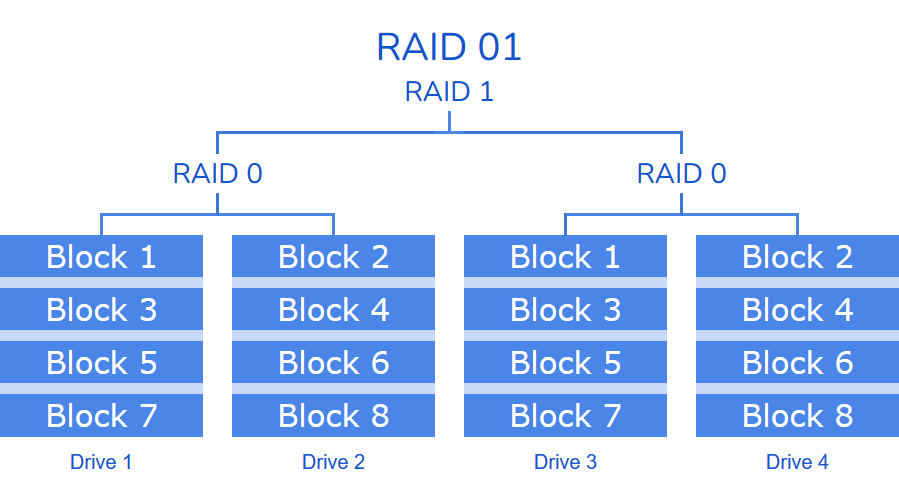 RAID 01
RAID 1
RAID 0 RAID 0
Block 1 Block 2 Block 1 Block 2
Block 3 Block 4 Block 3 Block 4
Block 5 Block 6 Block 5 Block 6
Block 7 Block 8 Block 7 Block 8
Drive 1 Drive 2 Drive 3 Drive 4